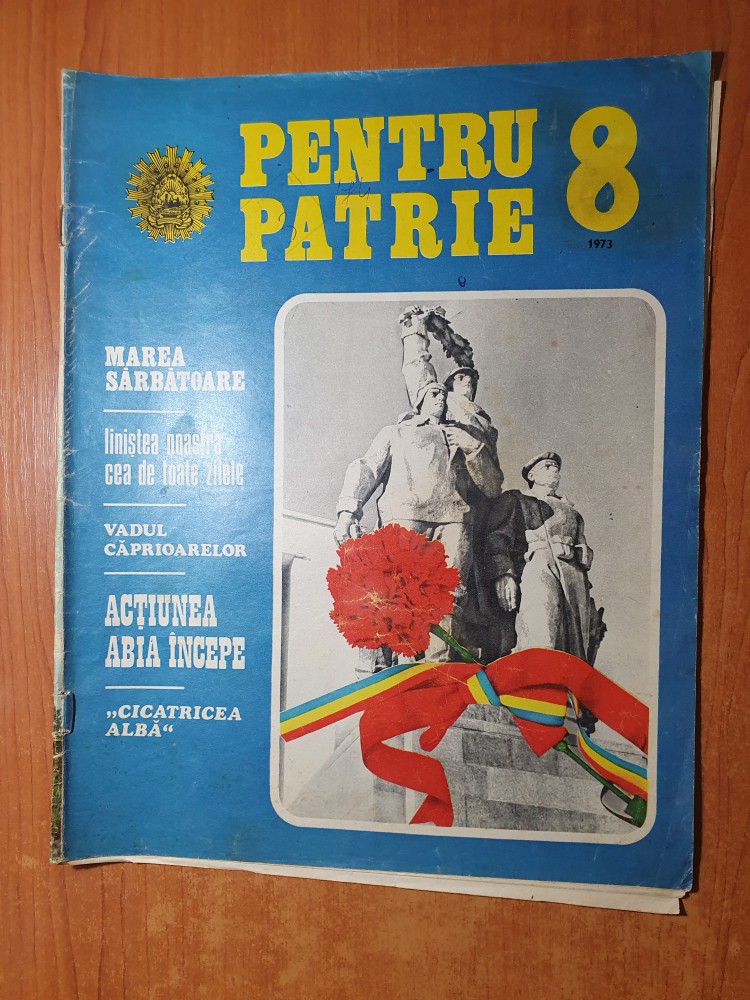 PENTRU
PATRIE
8
1973
MAREA
SĂRBĂTOARE
liniștea noastră
cea de toate zilele
VADUL
CĂPRIOARELOR
ACȚIUNEA
ABIA ÎNCEPE
„CICATRICEA
ALBĂ“